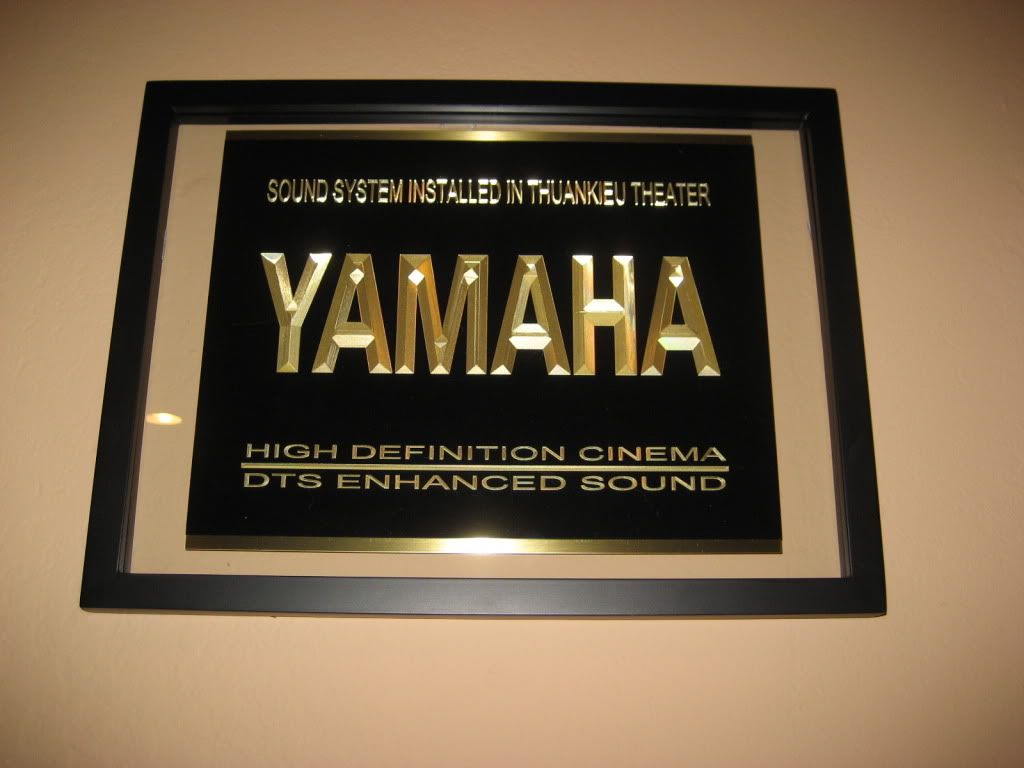 SOUND SYSTEM INSTALLED IN THUANKIEU THEATER
YAMAHA
HIGH DEFINITION CINEMA
DTS ENHANCED SOUND